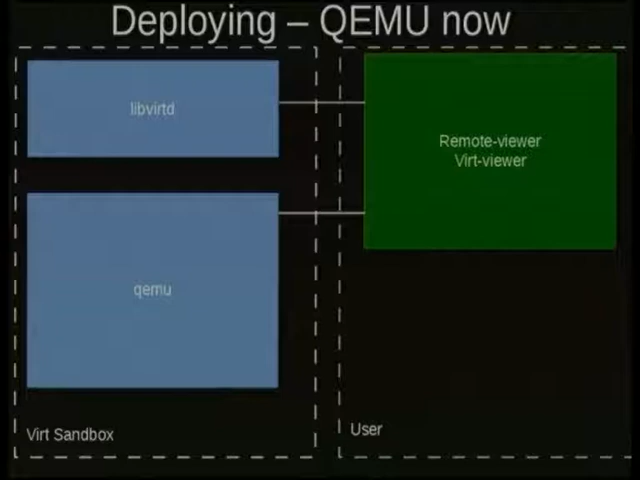 Deploying – QEMU now
libvirtd
Remote-viewer
Virt-viewer
qemu
Virt Sandbox
User